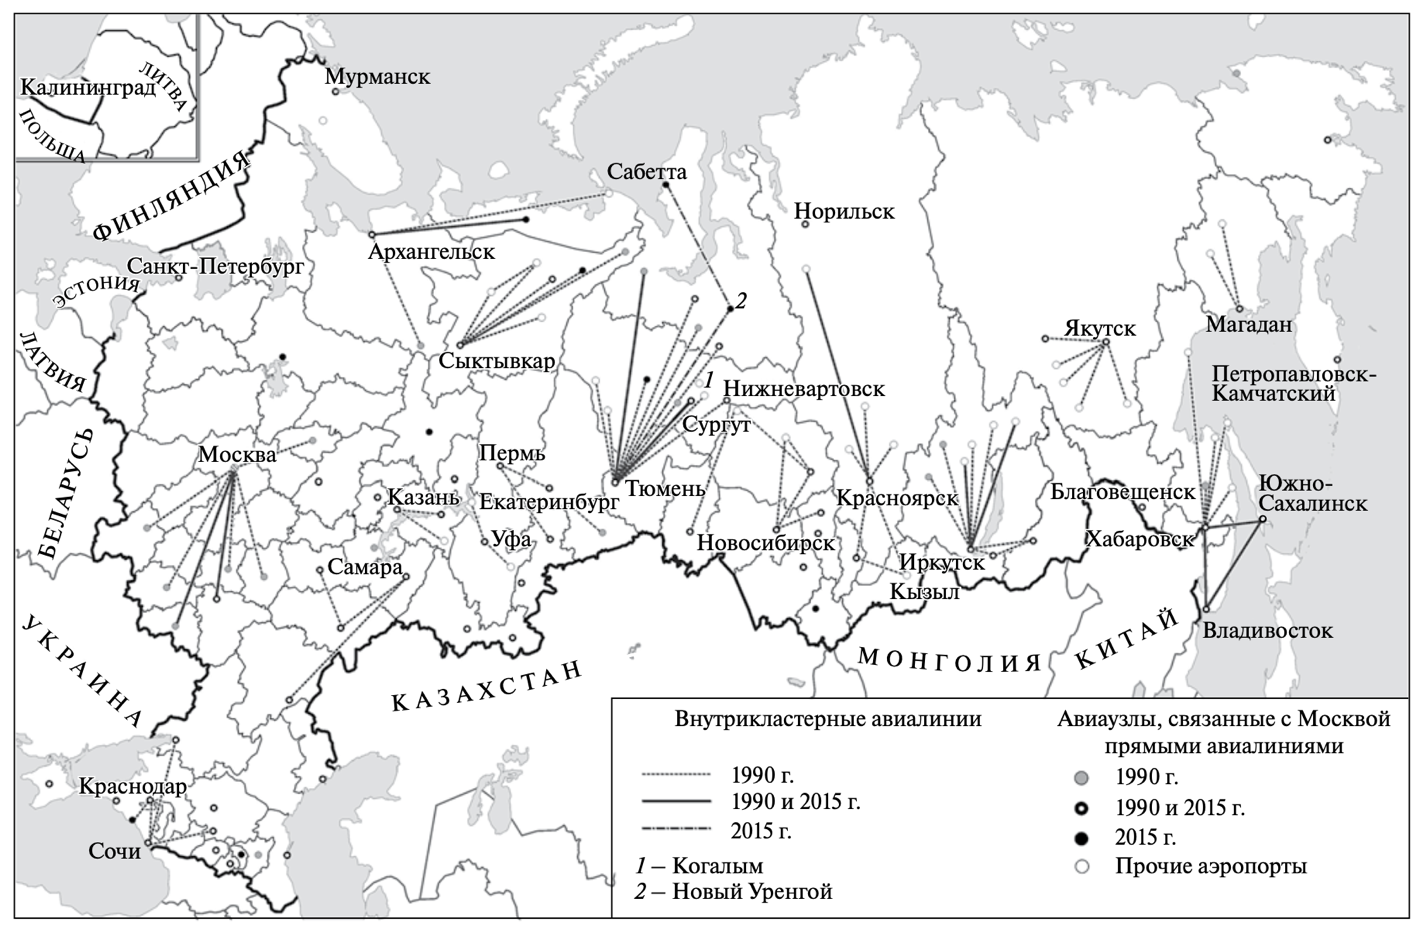 Мурманск
Калининград
ЛИТВА
ПОЛЬША
ФИНЛЯНДИЯ
Сабетта
Норильск
Архангельск
Санкт-Петербург
ЭСТОНИЯ
2
Магадан
Якутск
ЛАТВИЯ
Сыктывкар
1
Нижневартовск
Петропавловск-
Камчатский
Сургут
БЕЛАРУСЬ
Москва
Пермь
Тюмень
Казань
Екатеринбург
Красноярск
Благовещенск
Южно-
Сахалинск
Уфа
Новосибирск
Хабаровск
Самара
Иркутск
Кызыл
УКРАИНА
Владивосток
КАЗАХСТАН
МОНГОЛИЯ
КИТАЙ
Краснодар
Сочи
Внутрикластерные авиалинии
1990 г.
1990 и 2015 г.
2015 г.
1 – Когалым
2 – Новый Уренгой
Авиаузлы, связанные с Москвой
прямыми авиалиниями
1990 г.
1990 и 2015 г.
2015 г.
Прочие аэропорты